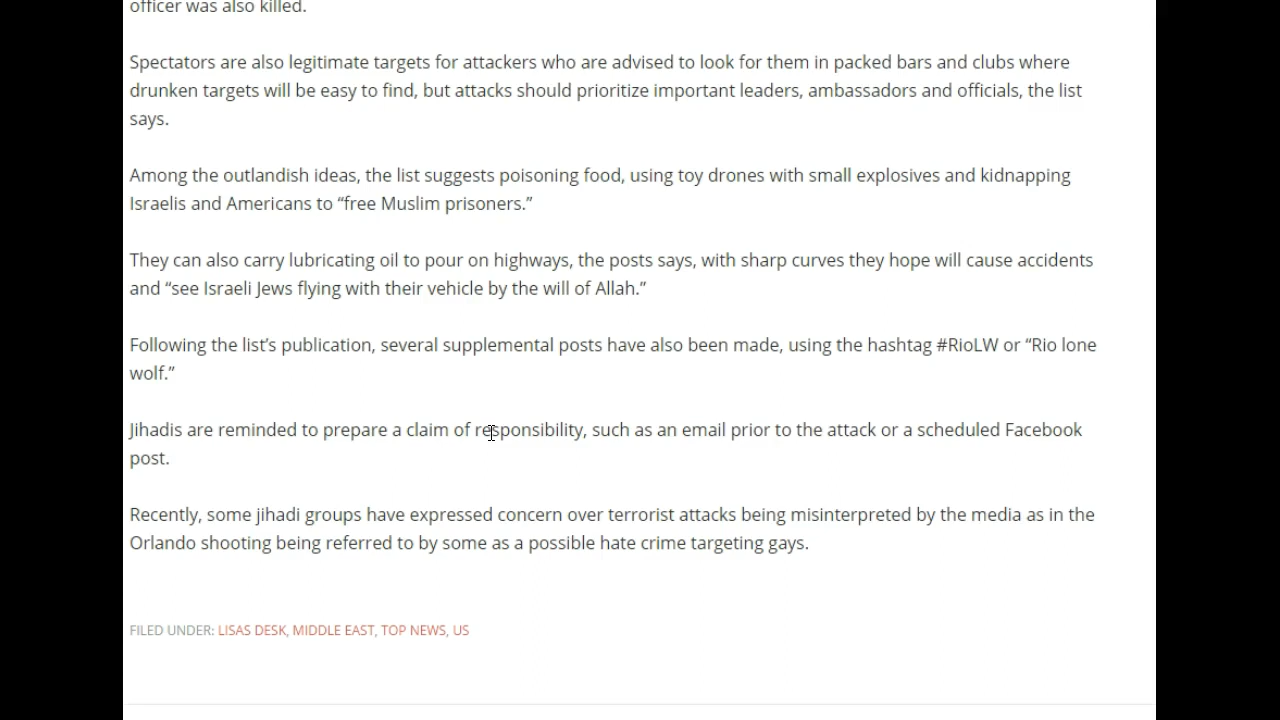 officer was also killed.
Spectators are also legitimate targets for attackers who are advised to look for them in packed bars and clubs where
drunken targets will be easy to find, but attacks should prioritize important leaders, ambassadors and officials, the list
says.
Among the outlandish ideas, the list suggests poisoning food, using toy drones with small explosives and kidnapping
Israelis and Americans to “free Muslim prisoners.”
They can also carry lubricating oil to pour on highways, the posts says, with sharp curves they hope will cause accidents
and “see Israeli Jews flying with their vehicle by the will of Allah.”
Following the list’s publication, several supplemental posts have also been made, using the hashtag #RioLW or “Rio lone
wolf.”
Jihadis are reminded to prepare a claim of responsibility, such as an email prior to the attack or a scheduled Facebook
post.
Recently, some jihadi groups have expressed concern over terrorist attacks being misinterpreted by the media as in the
Orlando shooting being referred to by some as a possible hate crime targeting gays.
FILED UNDER: LISAS DESK, MIDDLE EAST, TOP NEWS, US